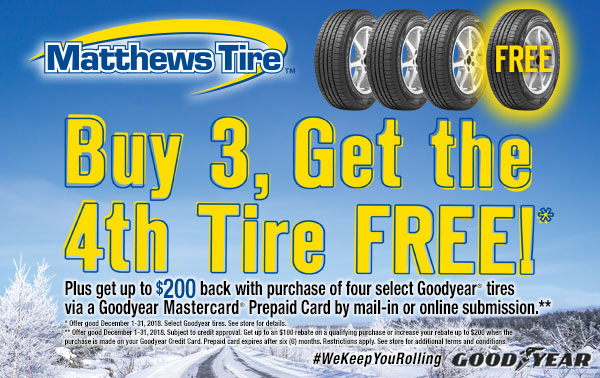 Matthews Tire™
FREE
Buy 3, Get the
4th Tire FREE!*
Plus get up to $200 back with purchase of four select Goodyear® tires
via a Goodyear Mastercard® Prepaid Card by mail-in or online submission.**
* Offer good December 1-31, 2018. Select Goodyear tires. See store for details.
** Offer good December 1-31, 2018. Subject to credit approval. Get up to an $100 rebate on a qualifying purchase or increase your rebate up to $200 when the
purchase is made on your Goodyear Credit Card. Prepaid card expires after six (6) months. Restrictions apply. See store for additional terms and conditions.
#WeKeepYouRolling GOODYEAR